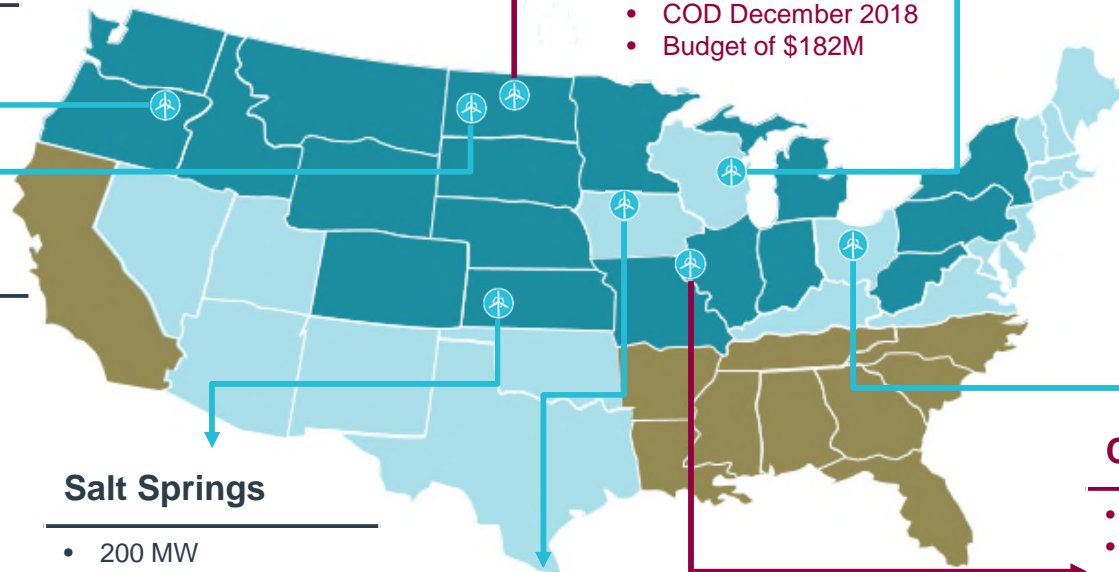 • COD December 2018
• Budget of $182M
Salt Springs
• 200 MW